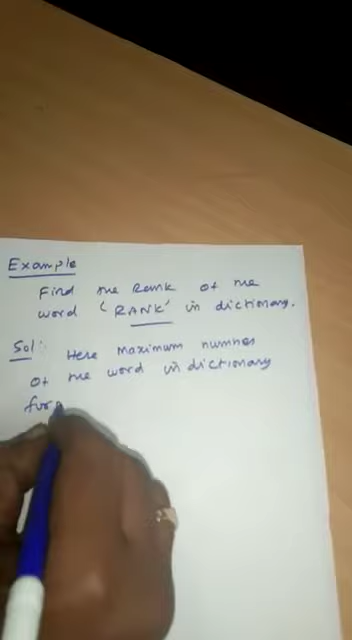 Example
Find the Rank of the
word 'RANK' in dictionary.
Sol:
Here Maximum number
of the word in dictionary
for